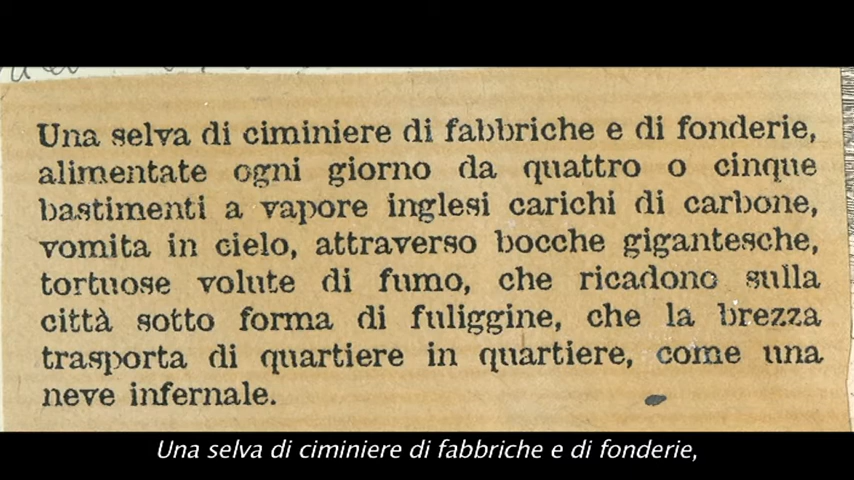 Una selva di ciminiere di fabbriche e di fonderie,
alimentate ogni giorno da quattro o cinque
bastimenti a vapore inglesi carichi di carbone,
vomita in cielo, attraverso bocche gigantesche,
tortuose volute di fumo, che ricadono sulla
città sotto forma di fuliggine, che la brezza
trasporta di quartiere in quartiere, come una
neve infernale.
Una selva di ciminiere di fabbriche e di fonderie,